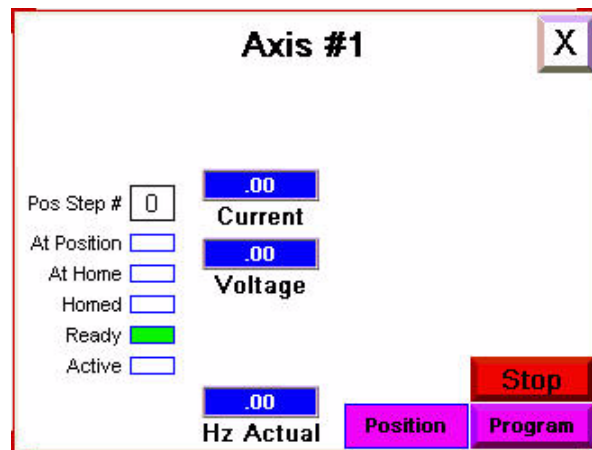 Axis #1
X
Pos Step # 0
.00
Current
At Position
.00
At Home
Voltage
Homed
Ready
Active
Stop
.00
Hz Actual
Position
Program